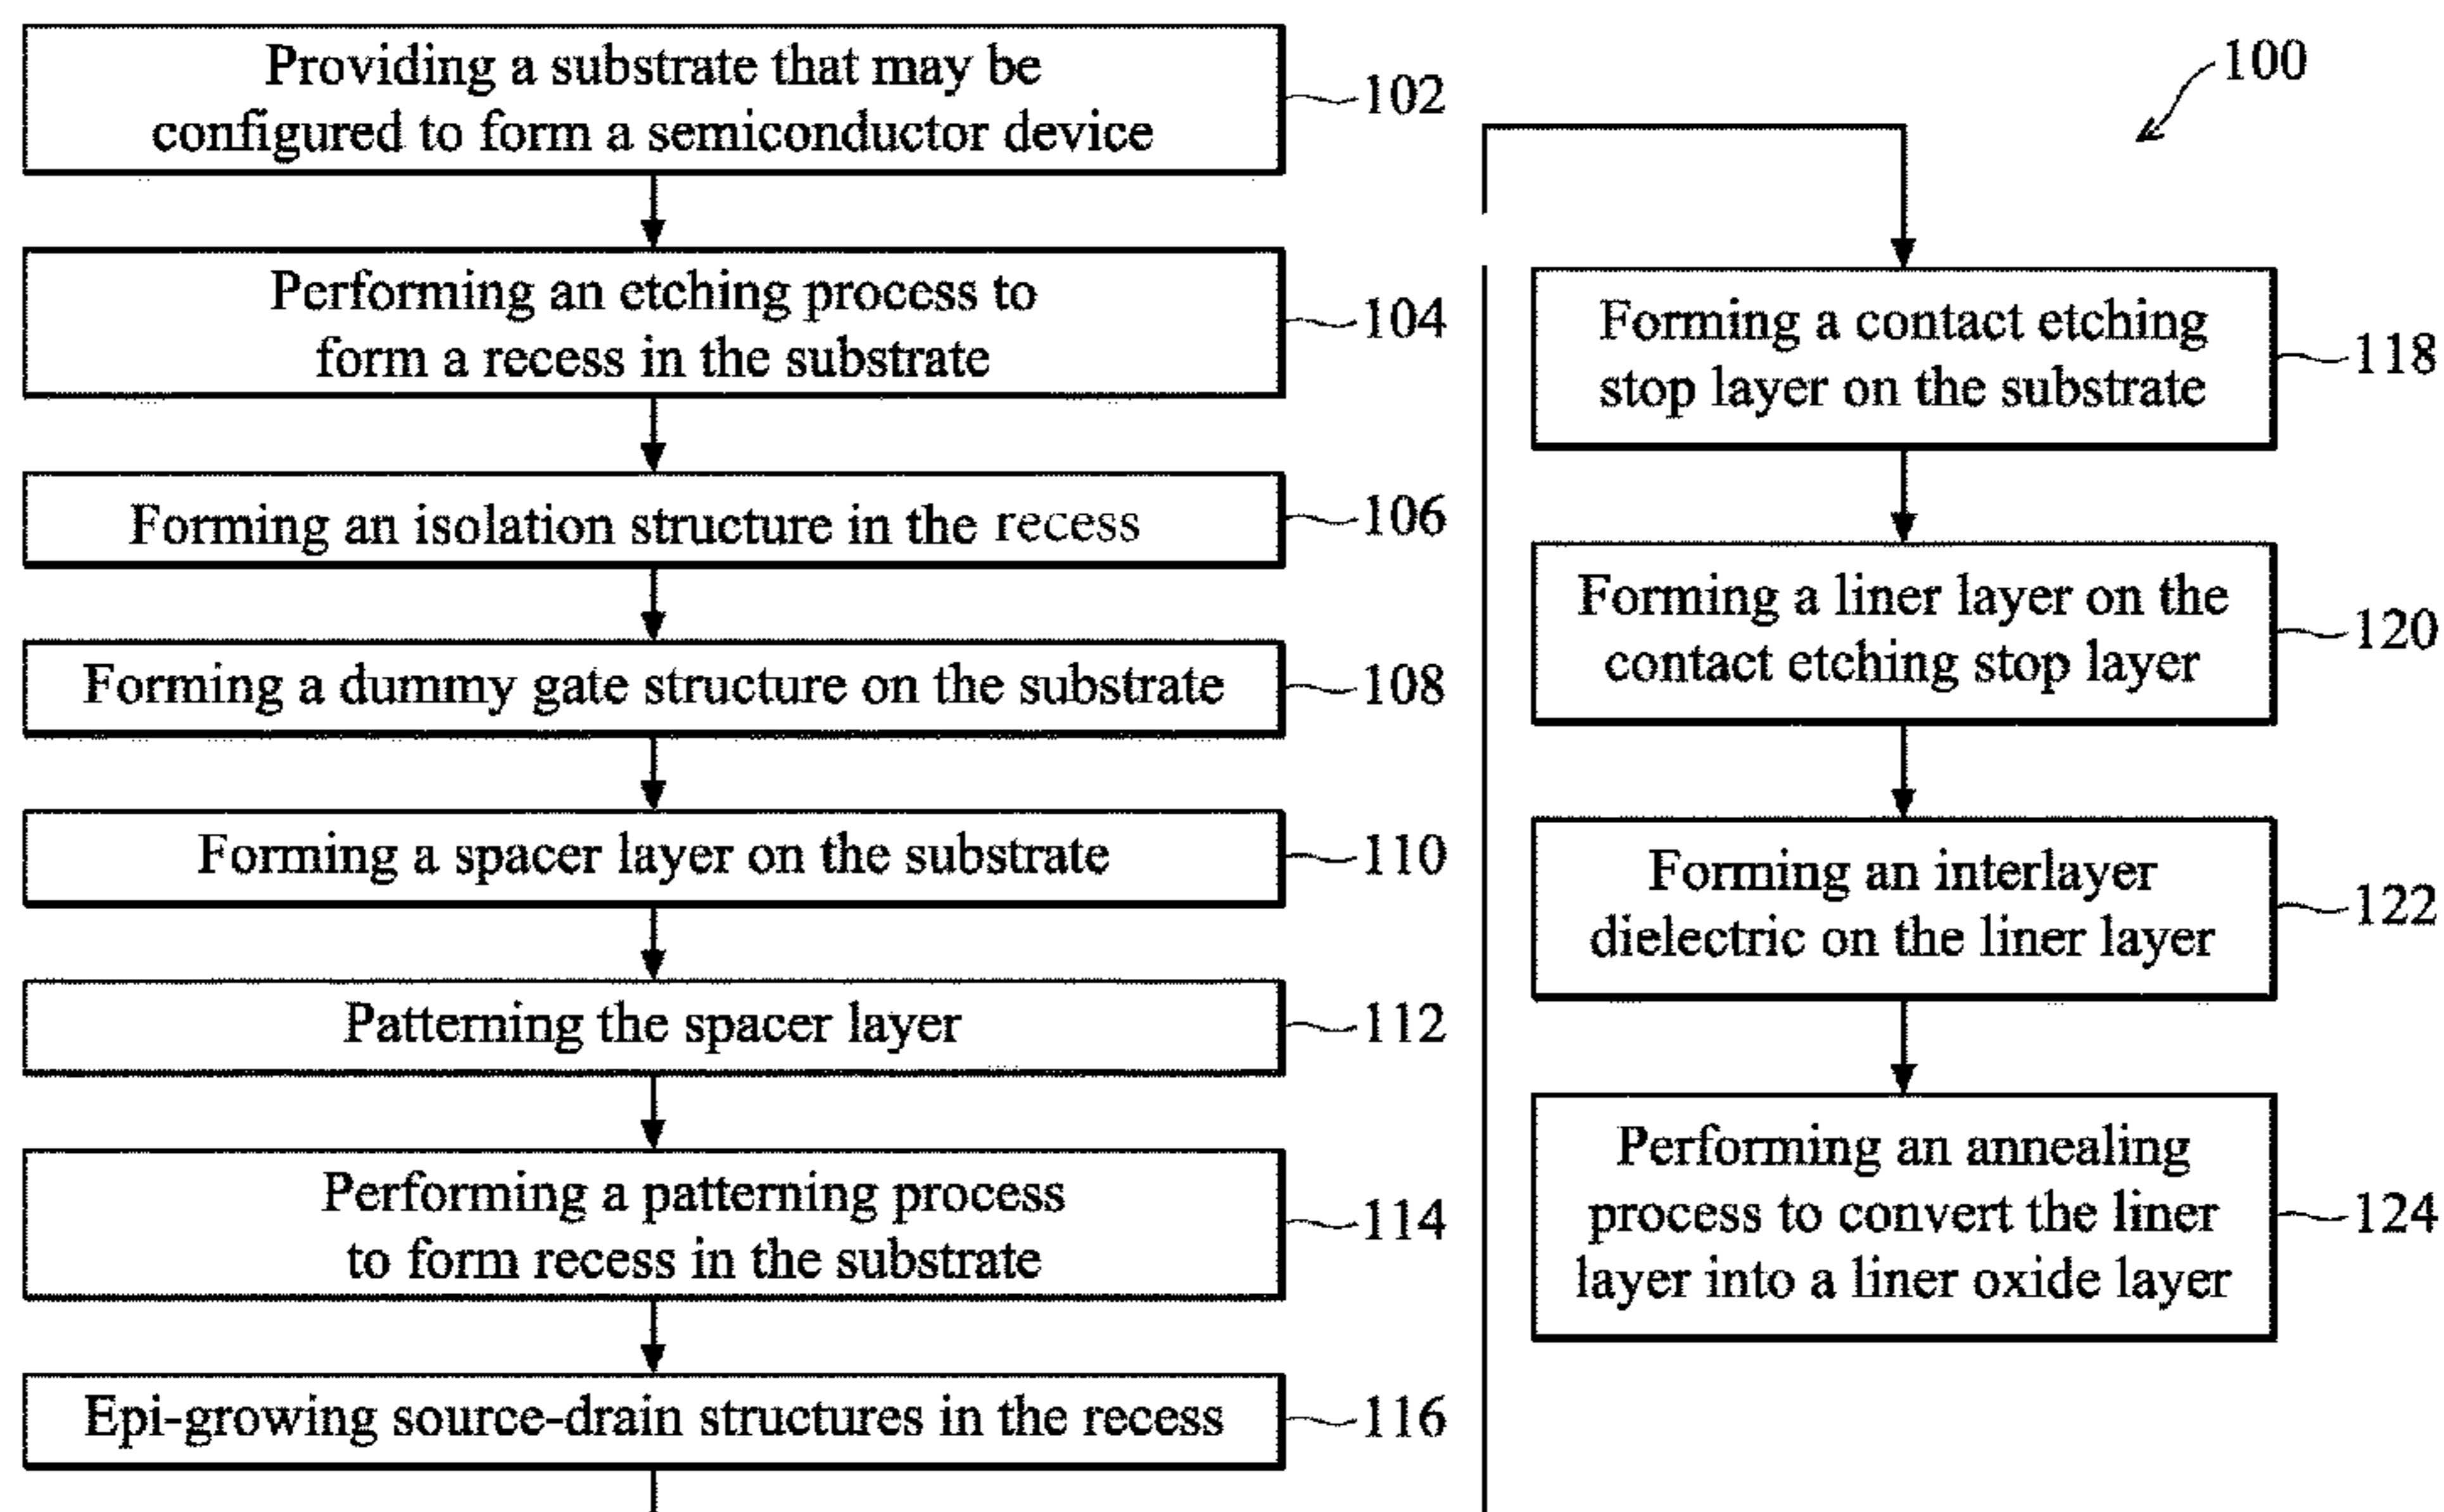 Providing a substrate that may be
configured to form a semiconductor device
102
Performing an etching process to
form a recess in the substrate
104
Forming an isolation structure in the recess
106
Forming a dummy gate structure on the substrate
108
Forming a spacer layer on the substrate
110
Patterning the spacer layer
112
Performing a patterning process
to form recess in the substrate
114
Epi-growing source-drain structures in the recess
116
100
Forming a contact etching
stop layer on the substrate
118
Forming a liner layer on the
contact etching stop layer
120
Forming an interlayer
dielectric on the liner layer
122
Performing an annealing
process to convert the liner
layer into a liner oxide layer
124